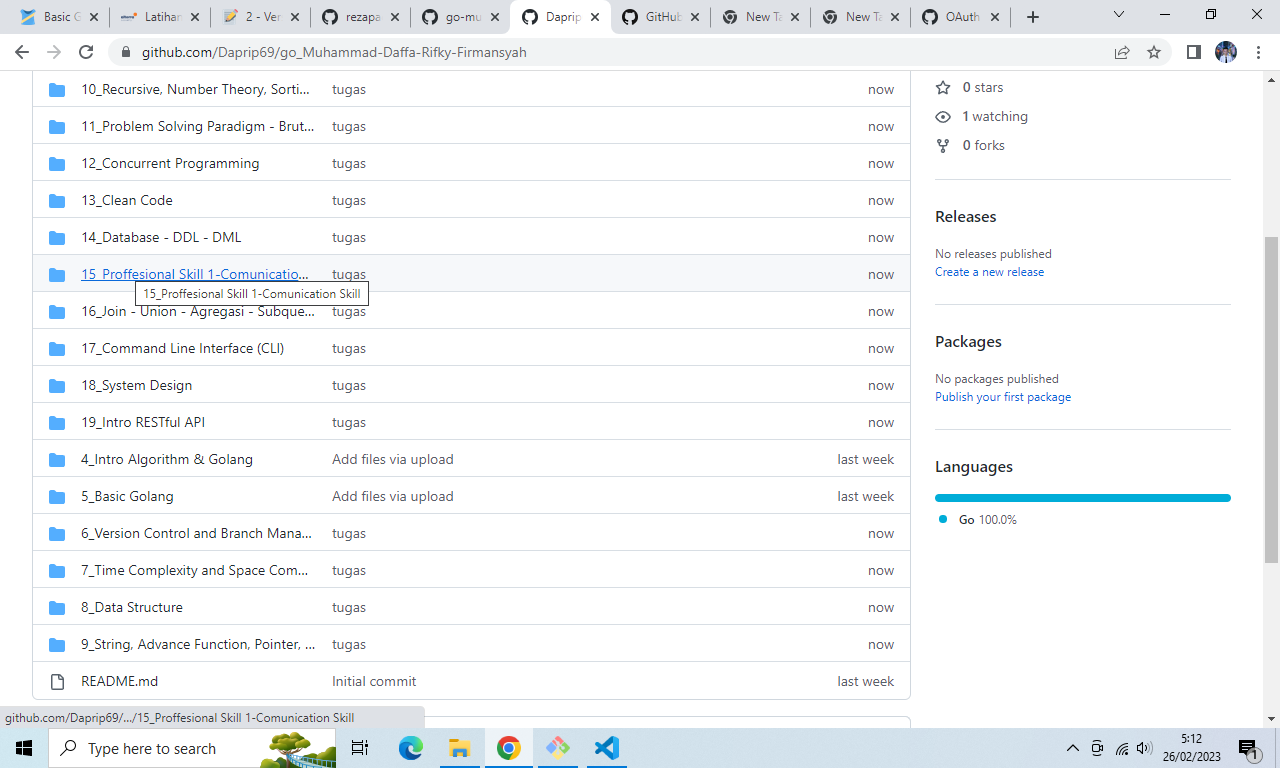 Basic G
Latihar
2 - Ver
rezapa
go-mu
Daprip
GitHub
New Ta
New Ta
OAuth
github.com/Daprip69/go_Muhammad-Daffa-Rifky-Firmansyah
10_Recursive, Number Theory, Sorti... tugas now
11_Problem Solving Paradigm - Brut... tugas now
12_Concurrent Programming tugas now
13_Clean Code tugas now
14_Database - DDL - DML tugas now
15_Proffesional Skill 1-Comunicatio... tugas now
15_Proffesional Skill 1-Comunication Skill
16_Join - Union - Agregasi - Subque... tugas now
17_Command Line Interface (CLI) tugas now
18_System Design tugas now
19_Intro RESTful API tugas now
4_Intro Algorithm & Golang Add files via upload last week
5_Basic Golang Add files via upload last week
6_Version Control and Branch Mana... tugas now
7_Time Complexity and Space Com... tugas now
8_Data Structure tugas now
9_String, Advance Function, Pointer, ... tugas now
README.md Initial commit last week
0 stars
1 watching
0 forks
Releases
No releases published
Create a new release
Packages
No packages published
Publish your first package
Languages
Go 100.0%
github.com/Daprip69/.../15_Proffesional Skill 1-Comunication Skill
Type here to search
5:12
26/02/2023
1